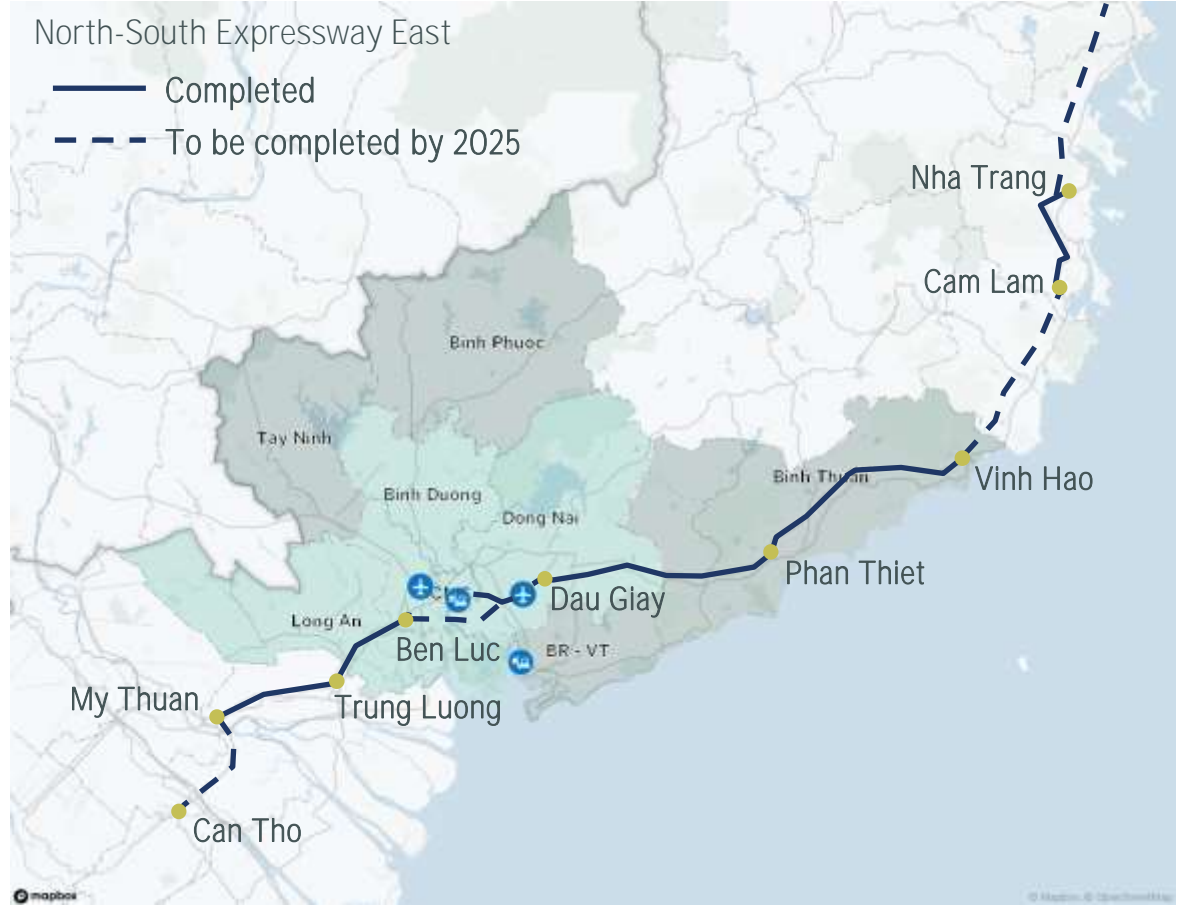 North-South Expressway East
Completed
To be completed by 2025
Nha Trang
Cam Lam
Binh Phuoc
Tay Ninh
Binh Thuan
Vinh Hao
Binh Duong
Dong Nai
Phan Thiet
Dau Giay
Long An
Ben Luc
BR - VT
My Thuan
Trung Luong
Can Tho
mapbox
© Mapbox, © OpenStreetMap